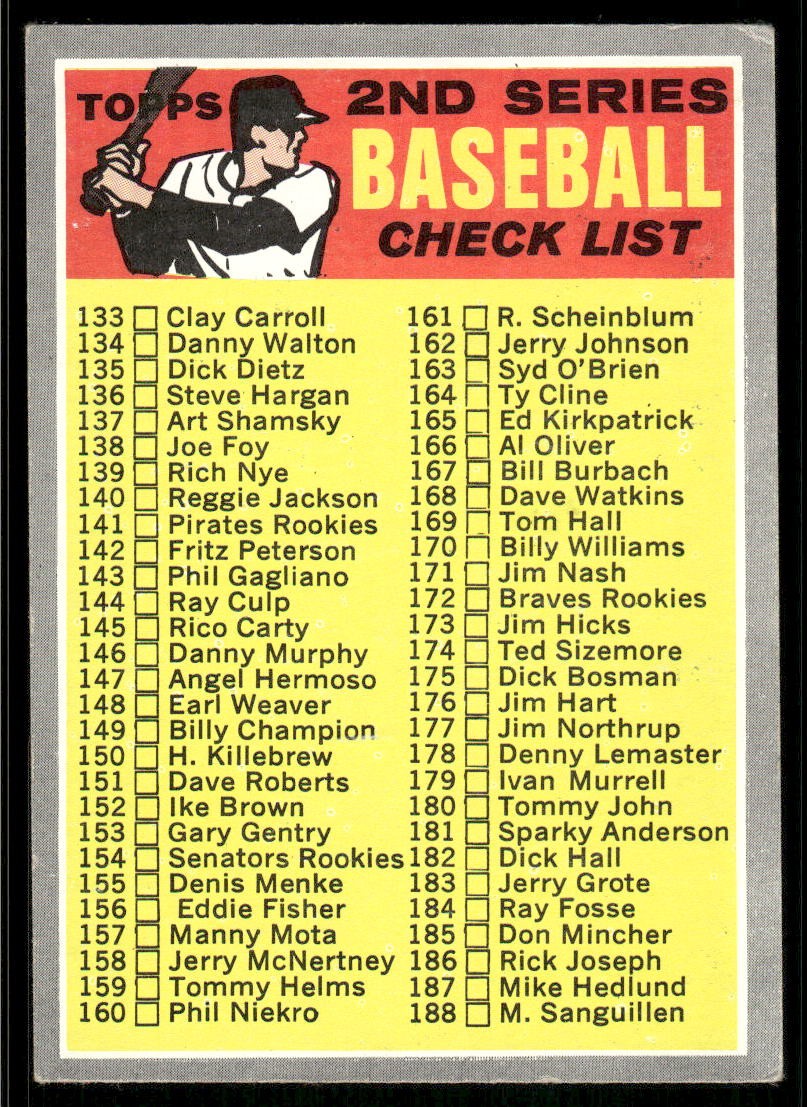 TOPPS
2ND SERIES
BASEBALL
CHECK LIST
133 Clay Carroll
134 Danny Walton
135 Dick Dietz
136 Steve Hargan
137 Art Shamsky
138 Joe Foy
139 Rich Nye
140 Reggie Jackson
141 Pirates Rookies
142 Fritz Peterson
143 Phil Gagliano
144 Ray Culp
145 Rico Carty
146 Danny Murphy
147 Angel Hermoso
148 Earl Weaver
149 Billy Champion
150 H. Killebrew
151 Dave Roberts
152 Ike Brown
153 Gary Gentry
154 Senators Rookies
155 Denis Menke
156 Eddie Fisher
157 Manny Mota
158 Jerry McNertney
159 Tommy Helms
160 Phil Niekro
161 R. Scheinblum
162 Jerry Johnson
163 Syd O'Brien
164 Ty Cline
165 Ed Kirkpatrick
166 Al Oliver
167 Bill Burbach
168 Dave Watkins
169 Tom Hall
170 Billy Williams
171 Jim Nash
172 Braves Rookies
173 Jim Hicks
174 Ted Sizemore
175 Dick Bosman
176 Jim Hart
177 Jim Northrup
178 Denny Lemaster
179 Ivan Murrell
180 Tommy John
181 Sparky Anderson
182 Dick Hall
183 Jerry Grote
184 Ray Fosse
185 Don Mincher
186 Rick Joseph
187 Mike Hedlund
188 M. Sanguillen